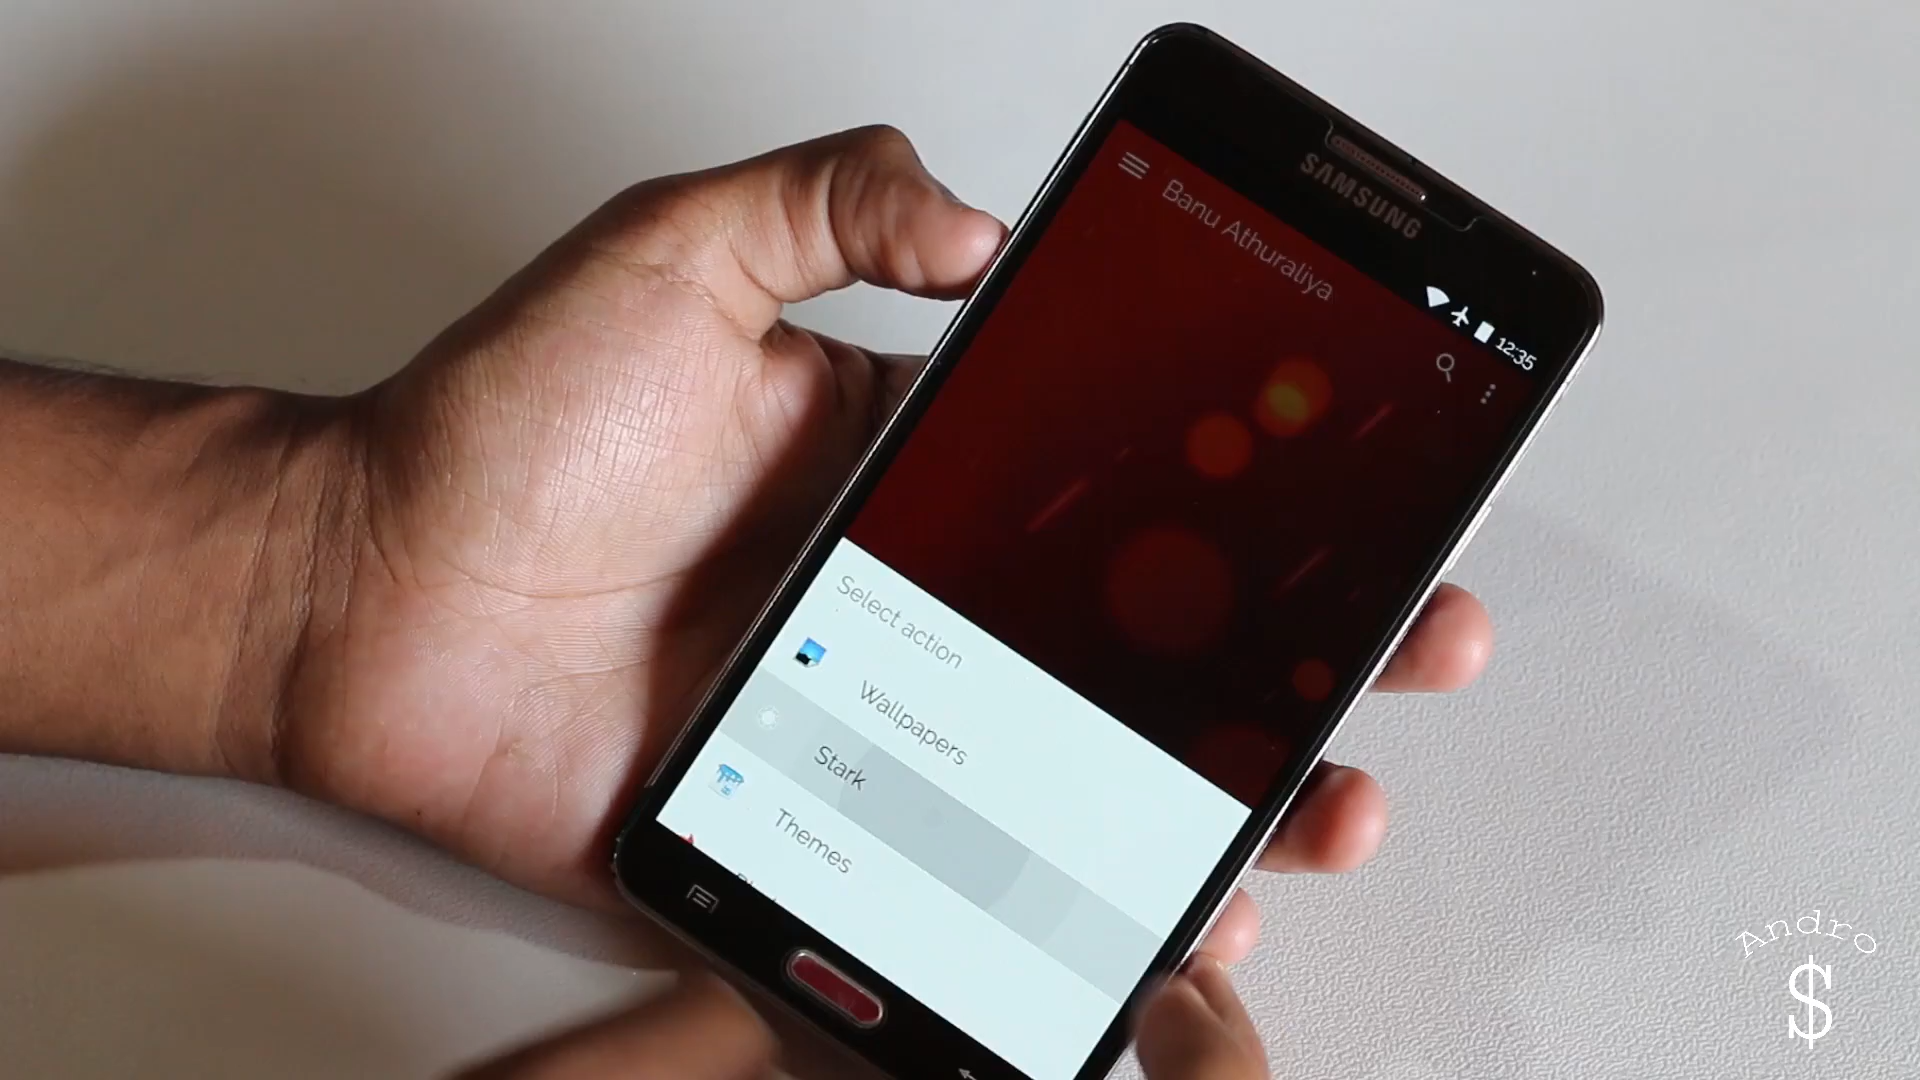 SAMSUNG
12:35
Banu Athuraliya
Select action
Wallpapers
Stark
Themes
Andro
$